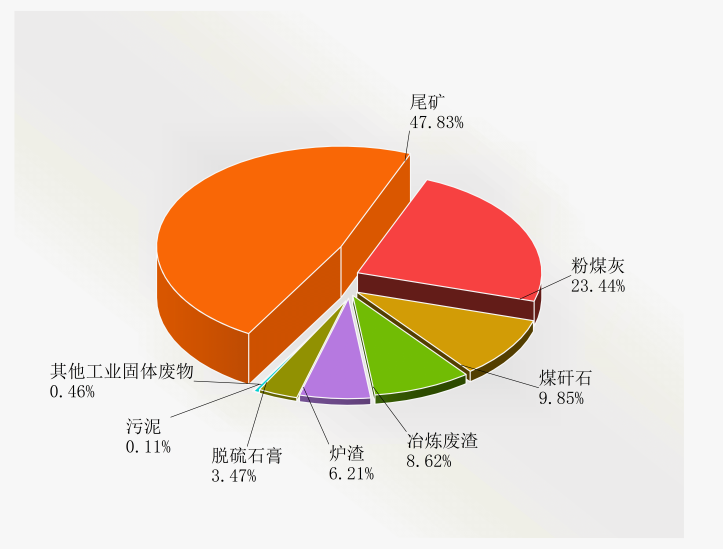 尾矿
47.83%
粉煤灰
23.44%
煤矸石
9.85%
冶炼废渣
8.62%
炉渣
6.21%
脱硫石膏
3.47%
污泥
0.11%
其他工业固体废物
0.46%